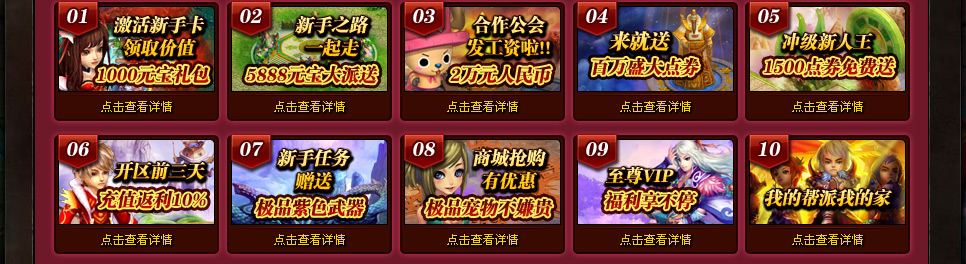 01
激活新手卡
领取价值
1000元宝礼包
点击查看详情
02
新手之路
一起走
5888元宝大派送
点击查看详情
03
合作公会
发工资啦!!
2万元人民币
点击查看详情
04
来就送
百万盛大点券
点击查看详情
05
冲级新人王
1500点券免费送
点击查看详情
06
开区前三天
充值返利10%
点击查看详情
07
新手任务
赠送
极品紫色武器
点击查看详情
08
商城抢购
有优惠
极品宠物不嫌贵
点击查看详情
09
至尊VIP
福利享不停
点击查看详情
10
我的帮派我的家
点击查看详情